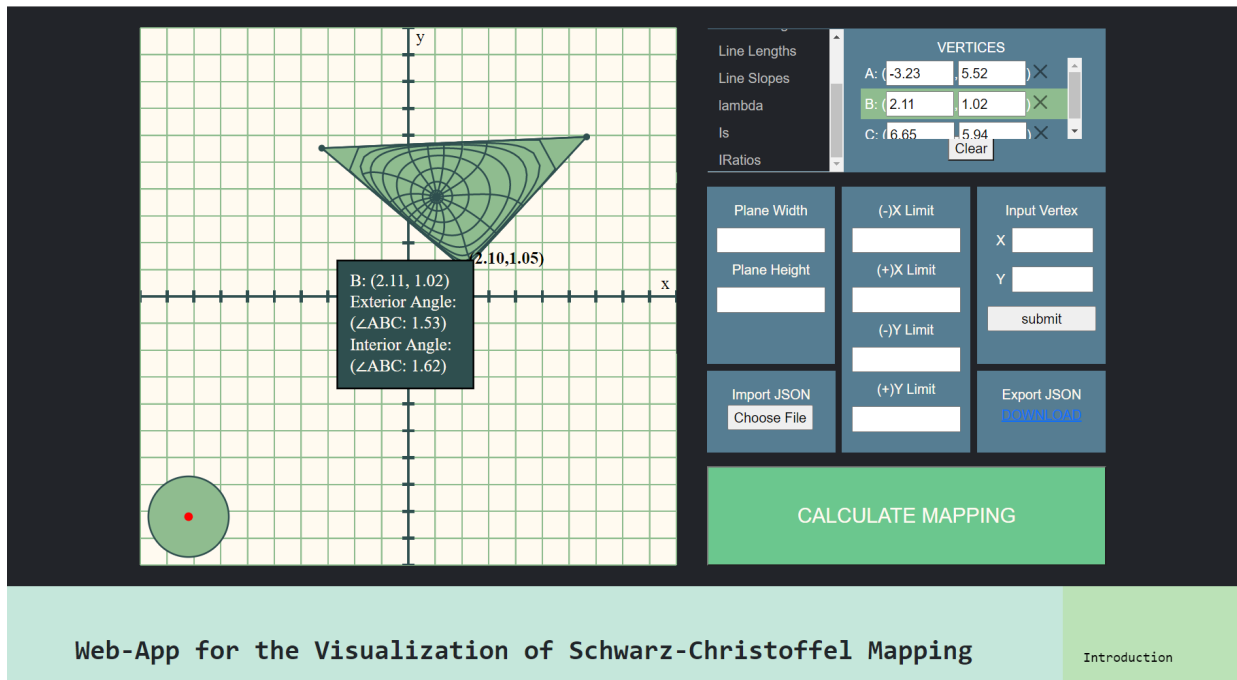 y
x
(2.10,1.05)
B: (2.11, 1.02)
Exterior Angle:
(∠ABC: 1.53)
Interior Angle:
(∠ABC: 1.62)
Line Lengths
Line Slopes
lambda
Is
IRatios
VERTICES
A: ( -3.23 , 5.52 )
B: ( 2.11 , 1.02 )
C: ( 6.65 , 5.94 )
Clear
Plane Width
Plane Height
(-)X Limit
(+)X Limit
(-)Y Limit
(+)Y Limit
Input Vertex
X
Y
submit
Import JSON
Choose File
Export JSON
DOWNLOAD
CALCULATE MAPPING
Web-App for the Visualization of Schwarz-Christoffel Mapping
Introduction